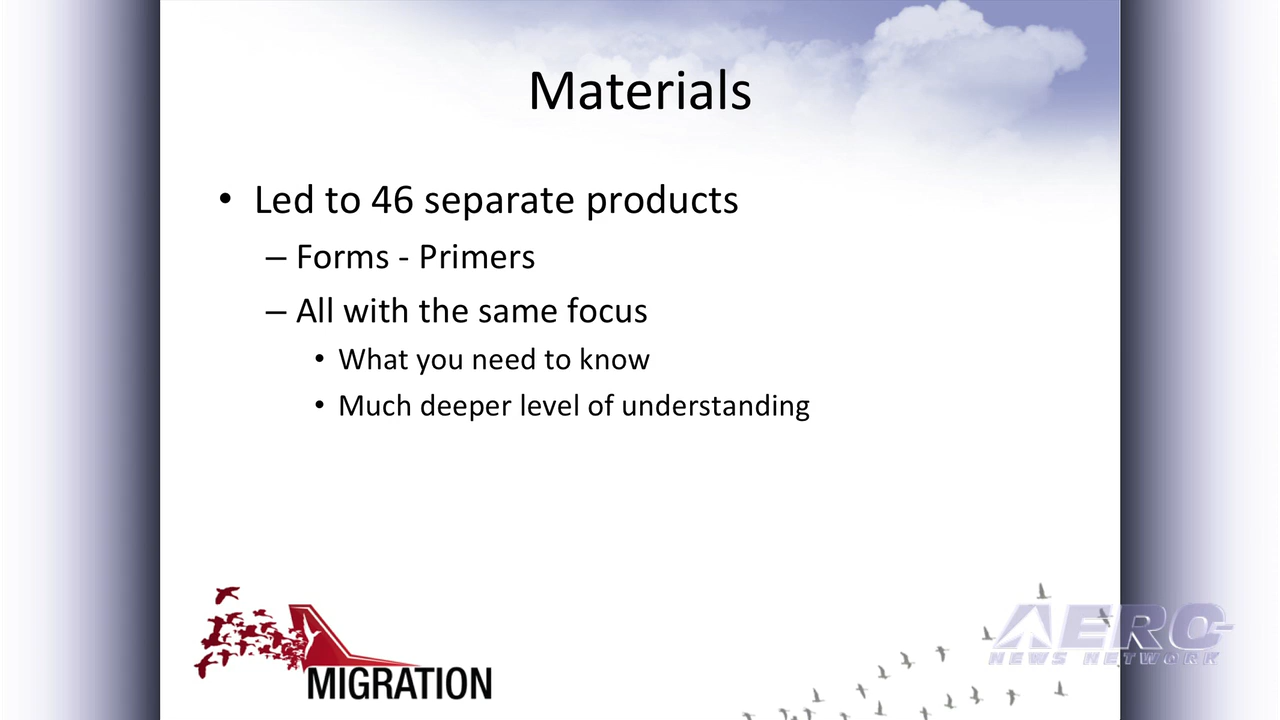 Materials
• Led to 46 separate products
– Forms - Primers
– All with the same focus
• What you need to know
• Much deeper level of understanding
MIGRATION
AERO
NEWS NETWORK